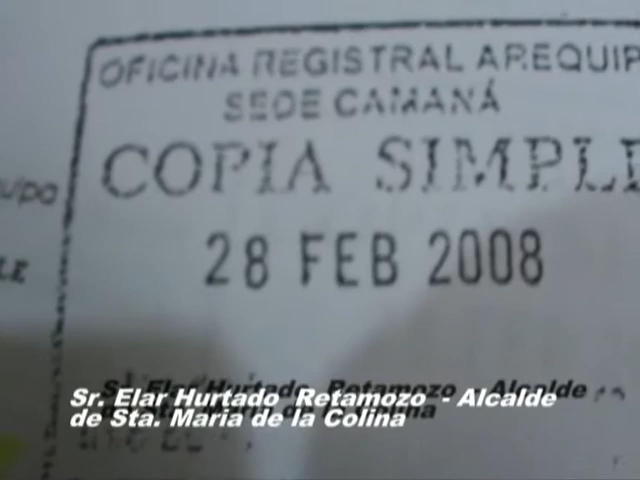 OFICINA REGISTRAL AREQUIP
SEDE CAMANÁ
COPIA SIMPLE
28 FEB 2008
Sr. Elar Hurtado Retamozo - Alcalde
de Sta. Maria de la Colina